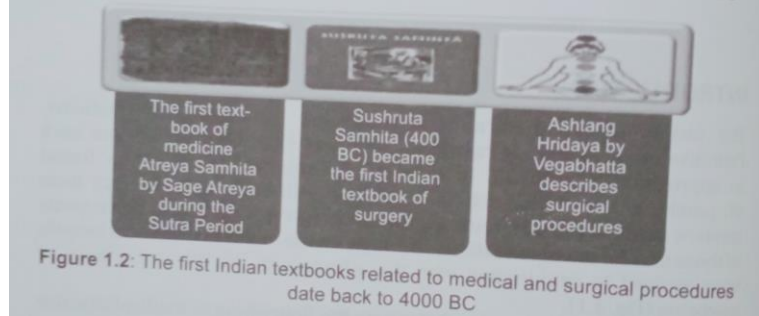 SUSRUTA SAMHITA
The first text-
book of
medicine
Atreya Samhita
by Sage Atreya
during the
Sutra Period
Sushruta
Samhita (400
BC) became
the first Indian
textbook of
surgery
Ashtang
Hridaya by
Vegabhatta
describes
surgical
procedures
Figure 1.2: The first Indian textbooks related to medical and surgical procedures
date back to 4000 BC